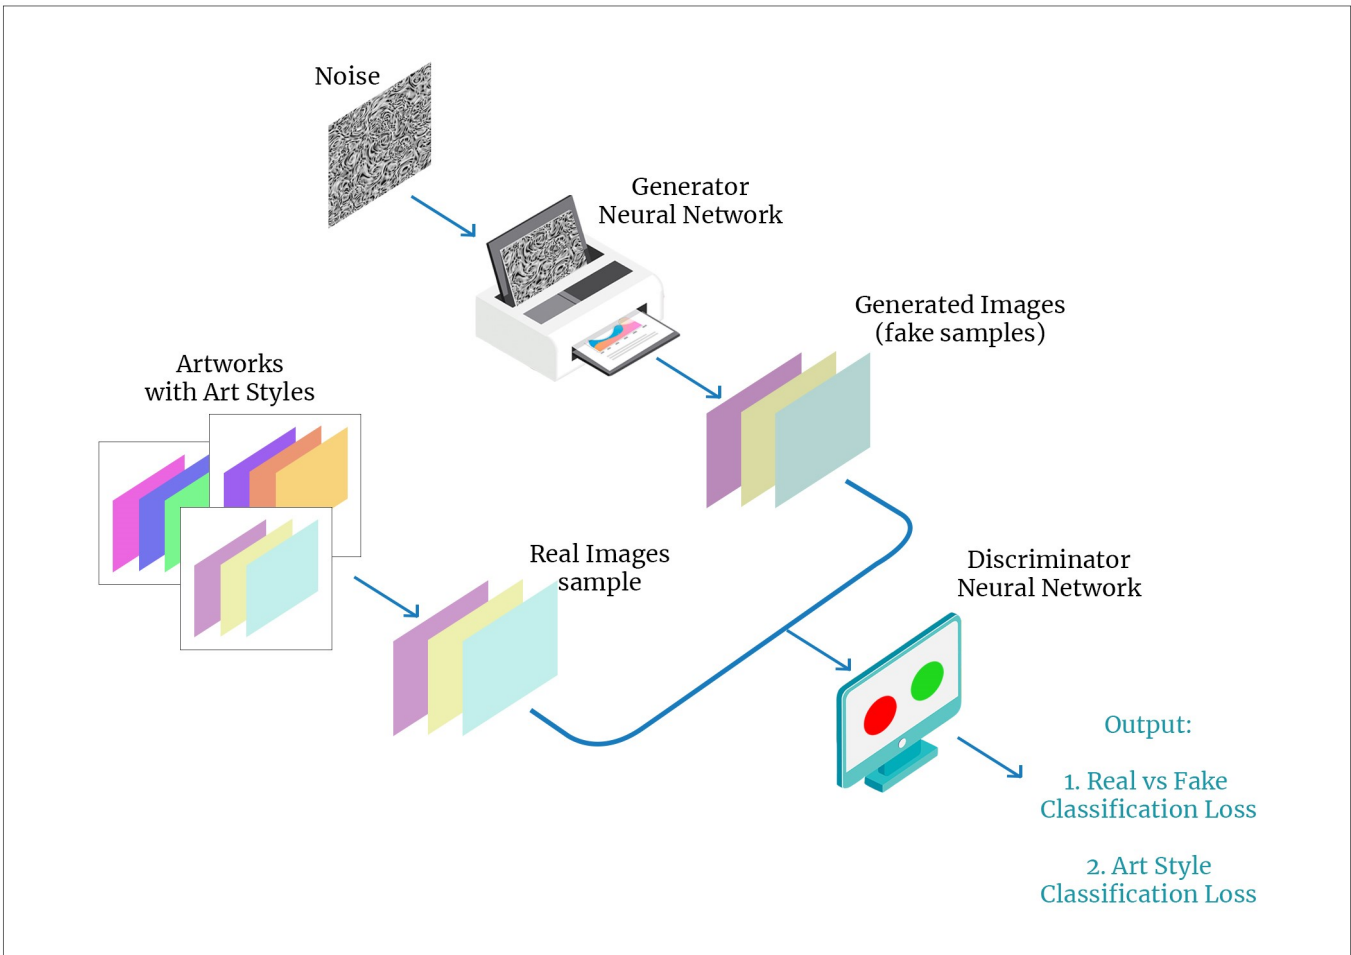 Noise
Generator
Neural Network
Generated Images
(fake samples)
Artworks
with Art Styles
Real Images
sample
Discriminator
Neural Network
Output:
1. Real vs Fake
Classification Loss
2. Art Style
Classification Loss